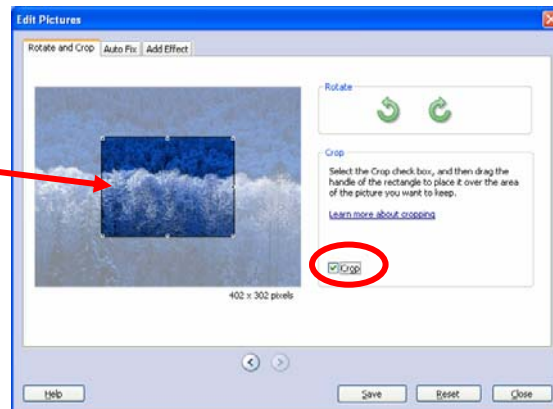 Edit Pictures
Rotate and Crop
Auto Fix
Add Effect
Rotate
Crop
Select the Crop check box, and then drag the
handle of the rectangle to place it over the area
of the picture you want to keep.
Learn more about cropping
Crop
402 x 302 pixels
Help
Save
Reset
Close